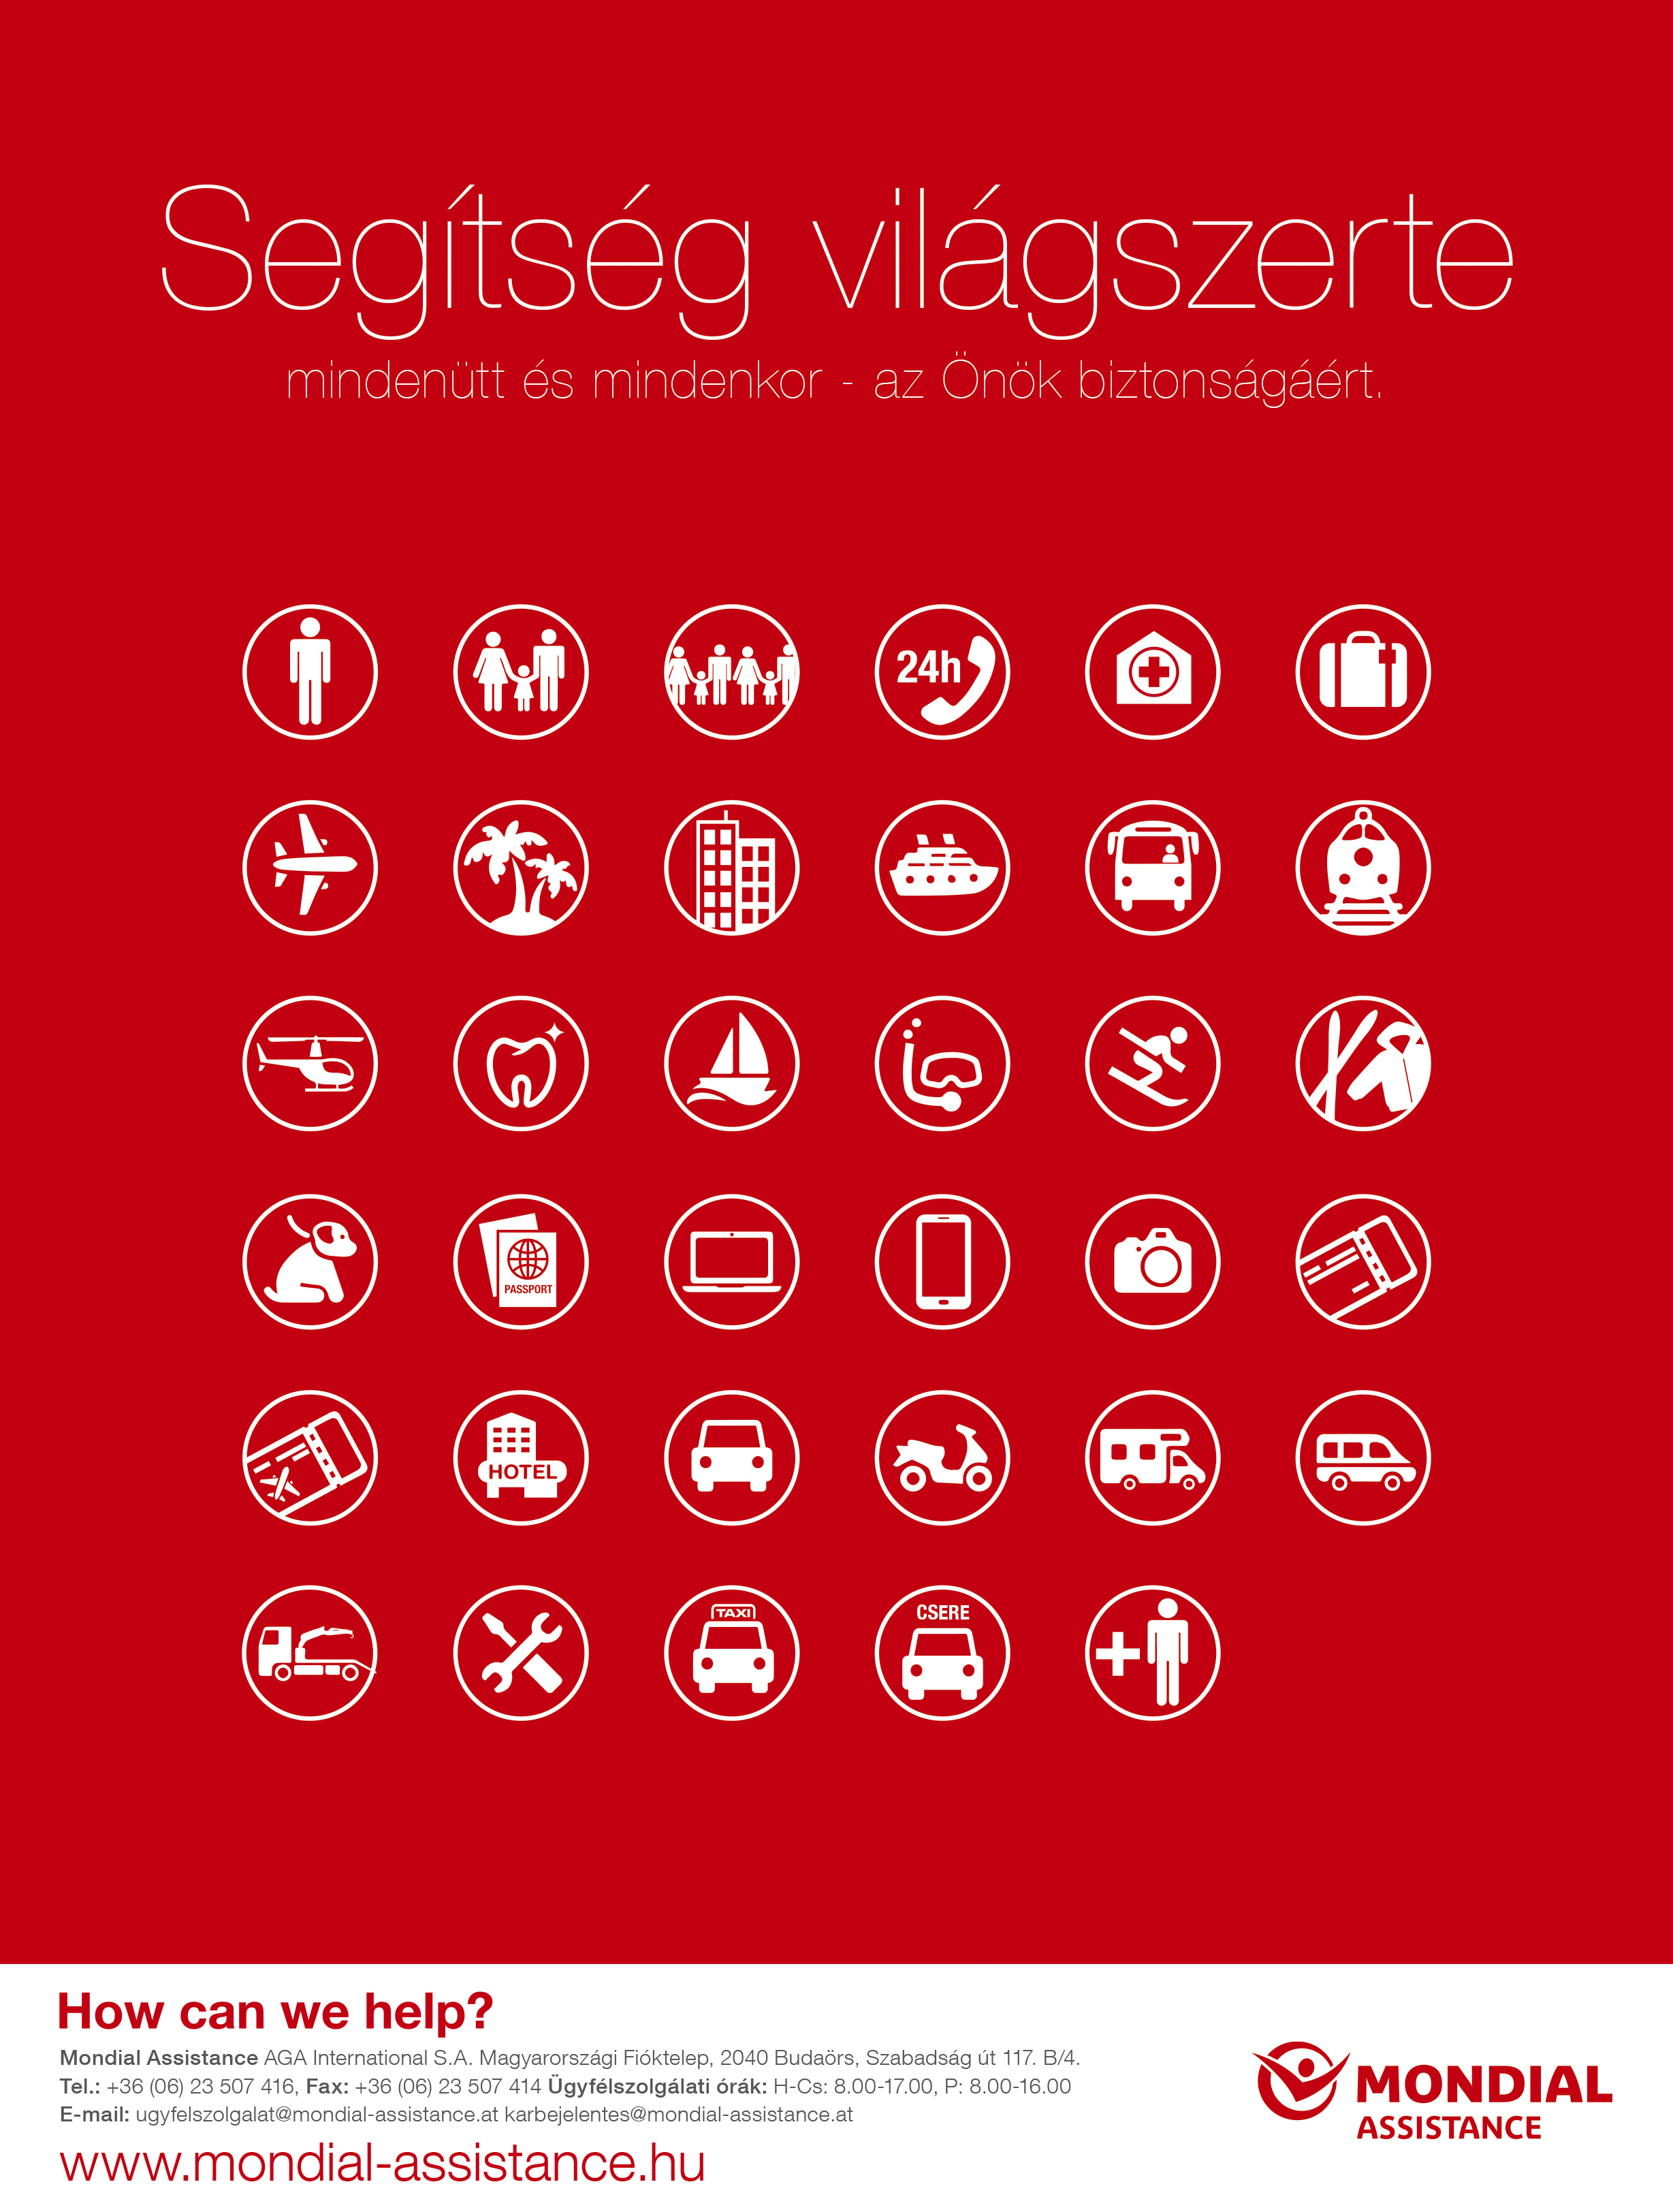 Segítség világszerte
mindenütt és mindenkor - az Önök biztonságáért.
24h
PASSPORT
HOTEL
TAXI
CSERE
How can we help?
Mondial Assistance AGA International S.A. Magyarországi Fióktelep, 2040 Budaörs, Szabadság út 117. B/4.
Tel.: +36 (06) 23 507 416, Fax: +36 (06) 23 507 414 Ügyfélszolgálati órák: H-Cs: 8.00-17.00, P: 8.00-16.00
E-mail: ugyfelszolgalat@mondial-assistance.at karbejelentes@mondial-assistance.at
www.mondial-assistance.hu
MONDIAL
ASSISTANCE